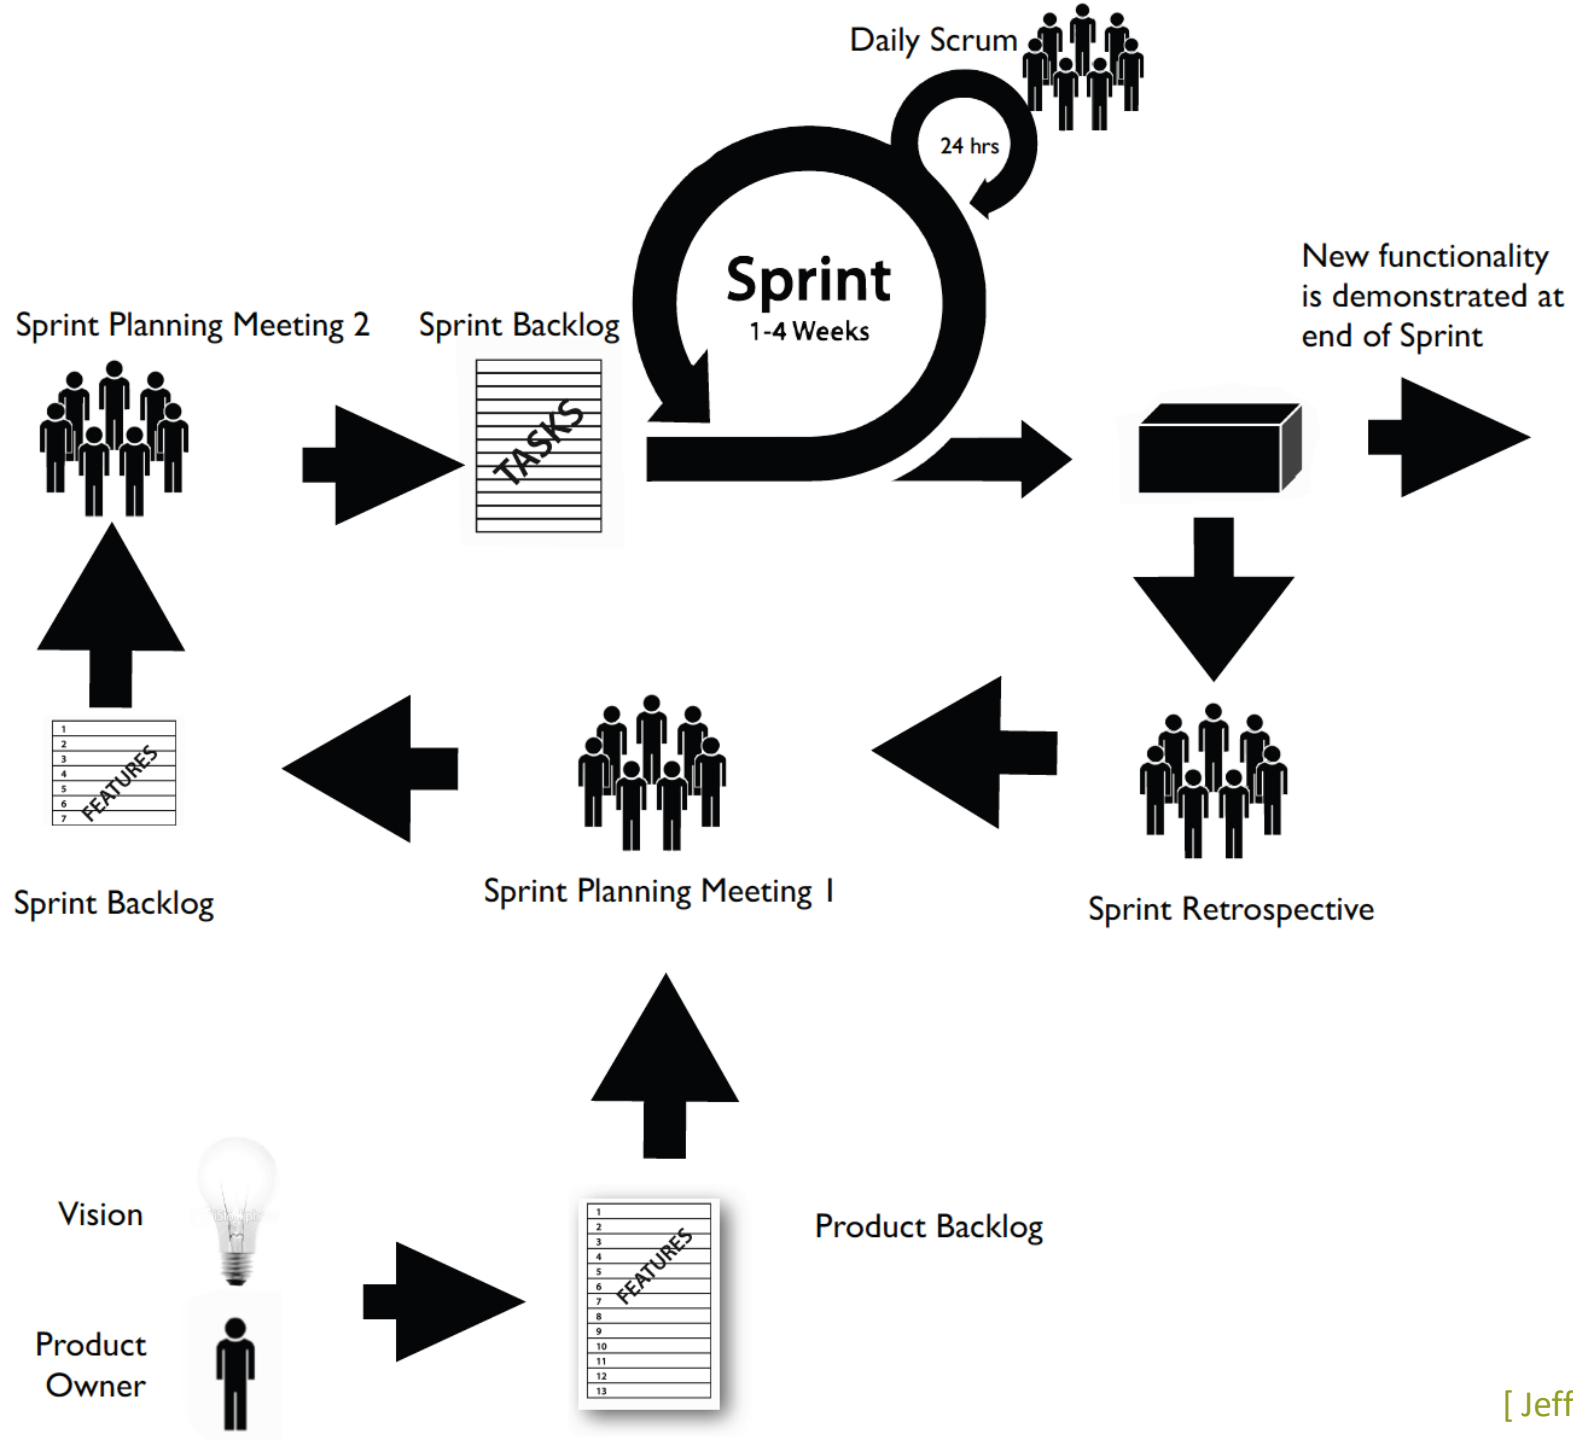 Daily Scrum
24 hrs
Sprint
1-4 Weeks
New functionality
is demonstrated at
end of Sprint
Sprint Planning Meeting 2
Sprint Backlog
TASKS
1
2
3
4
5
6
7
FEATURES
Sprint Backlog
Sprint Planning Meeting 1
Sprint Retrospective
Vision
Product
Owner
1
2
3
4
5
6
7
8
9
10
11
12
13
FEATURES
Product Backlog
[ Jeff